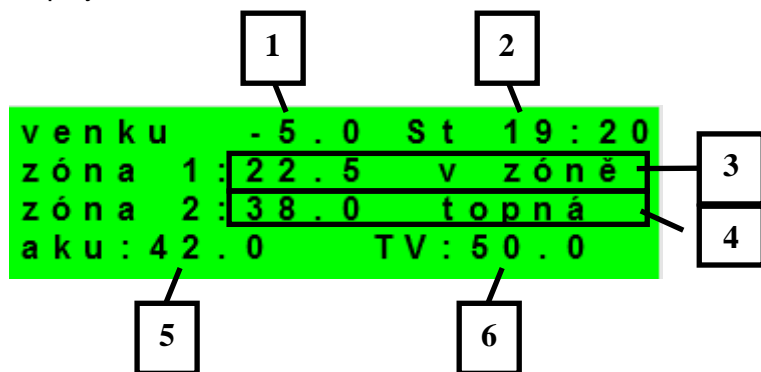 1 2
venku -5.0 St 19:20
zóna 1:22.5 v zóně 3
zóna 2:38.0 topná 4
aku:42.0 TV:50.0
5 6